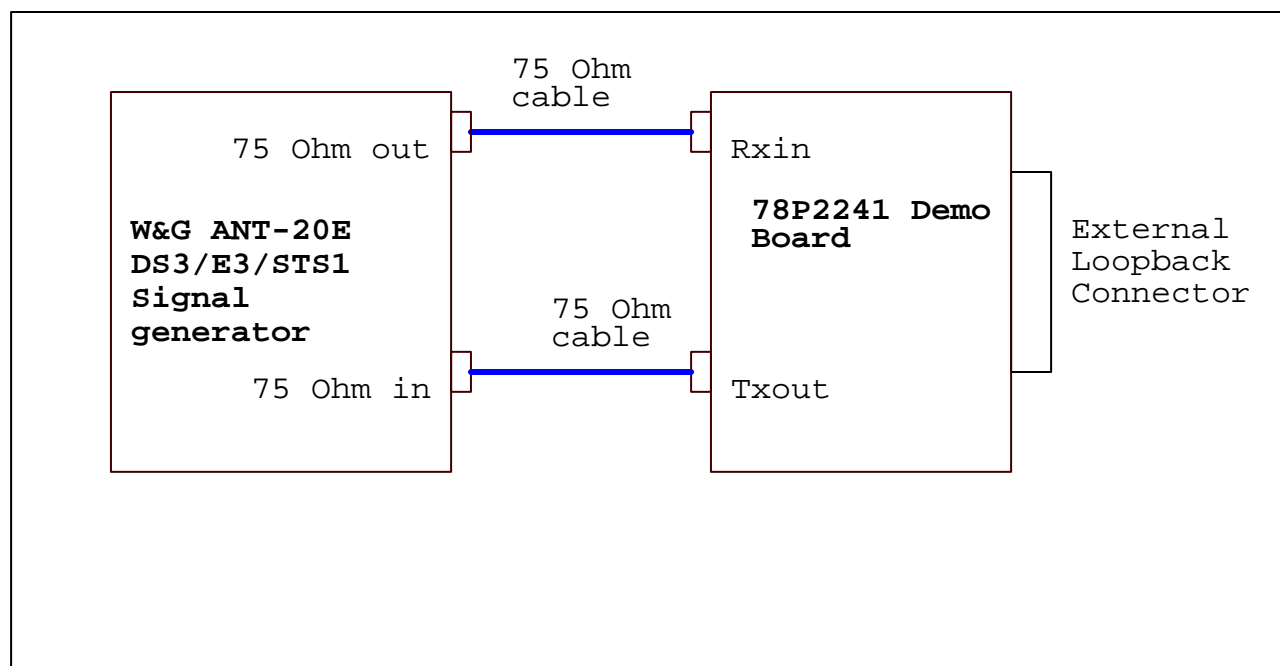 75 Ohm
cable
75 Ohm out
Rxin
W&G ANT-20E
DS3/E3/STS1
Signal
generator
78P2241 Demo
Board
External
Loopback
Connector
75 Ohm
cable
75 Ohm in
Txout